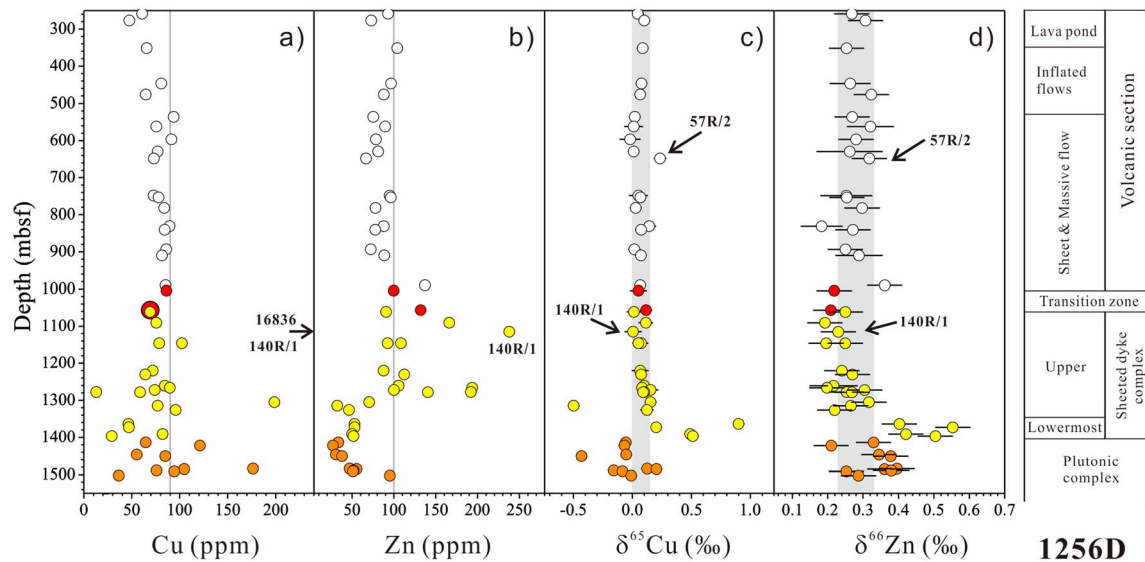 a)
b)
c)
d)
Depth (mbsf)
300
400
500
600
700
800
900
1000
1100
1200
1300
1400
1500
57R/2
57R/2
16836
140R/1
140R/1
140R/1
140R/1
0 50 100 150 200
50 100 150 200 250
-0.5 0.0 0.5 1.0
0.1 0.2 0.3 0.4 0.5 0.6
Cu (ppm)
Zn (ppm)
δ⁶⁵Cu (‰)
δ⁶⁶Zn (‰)
Lava pond
Inflated
flows
Sheet & Massive flow
Volcanic section
Transition zone
Upper
Lowermost
Sheeted dyke
complex
Plutonic
complex
1256D